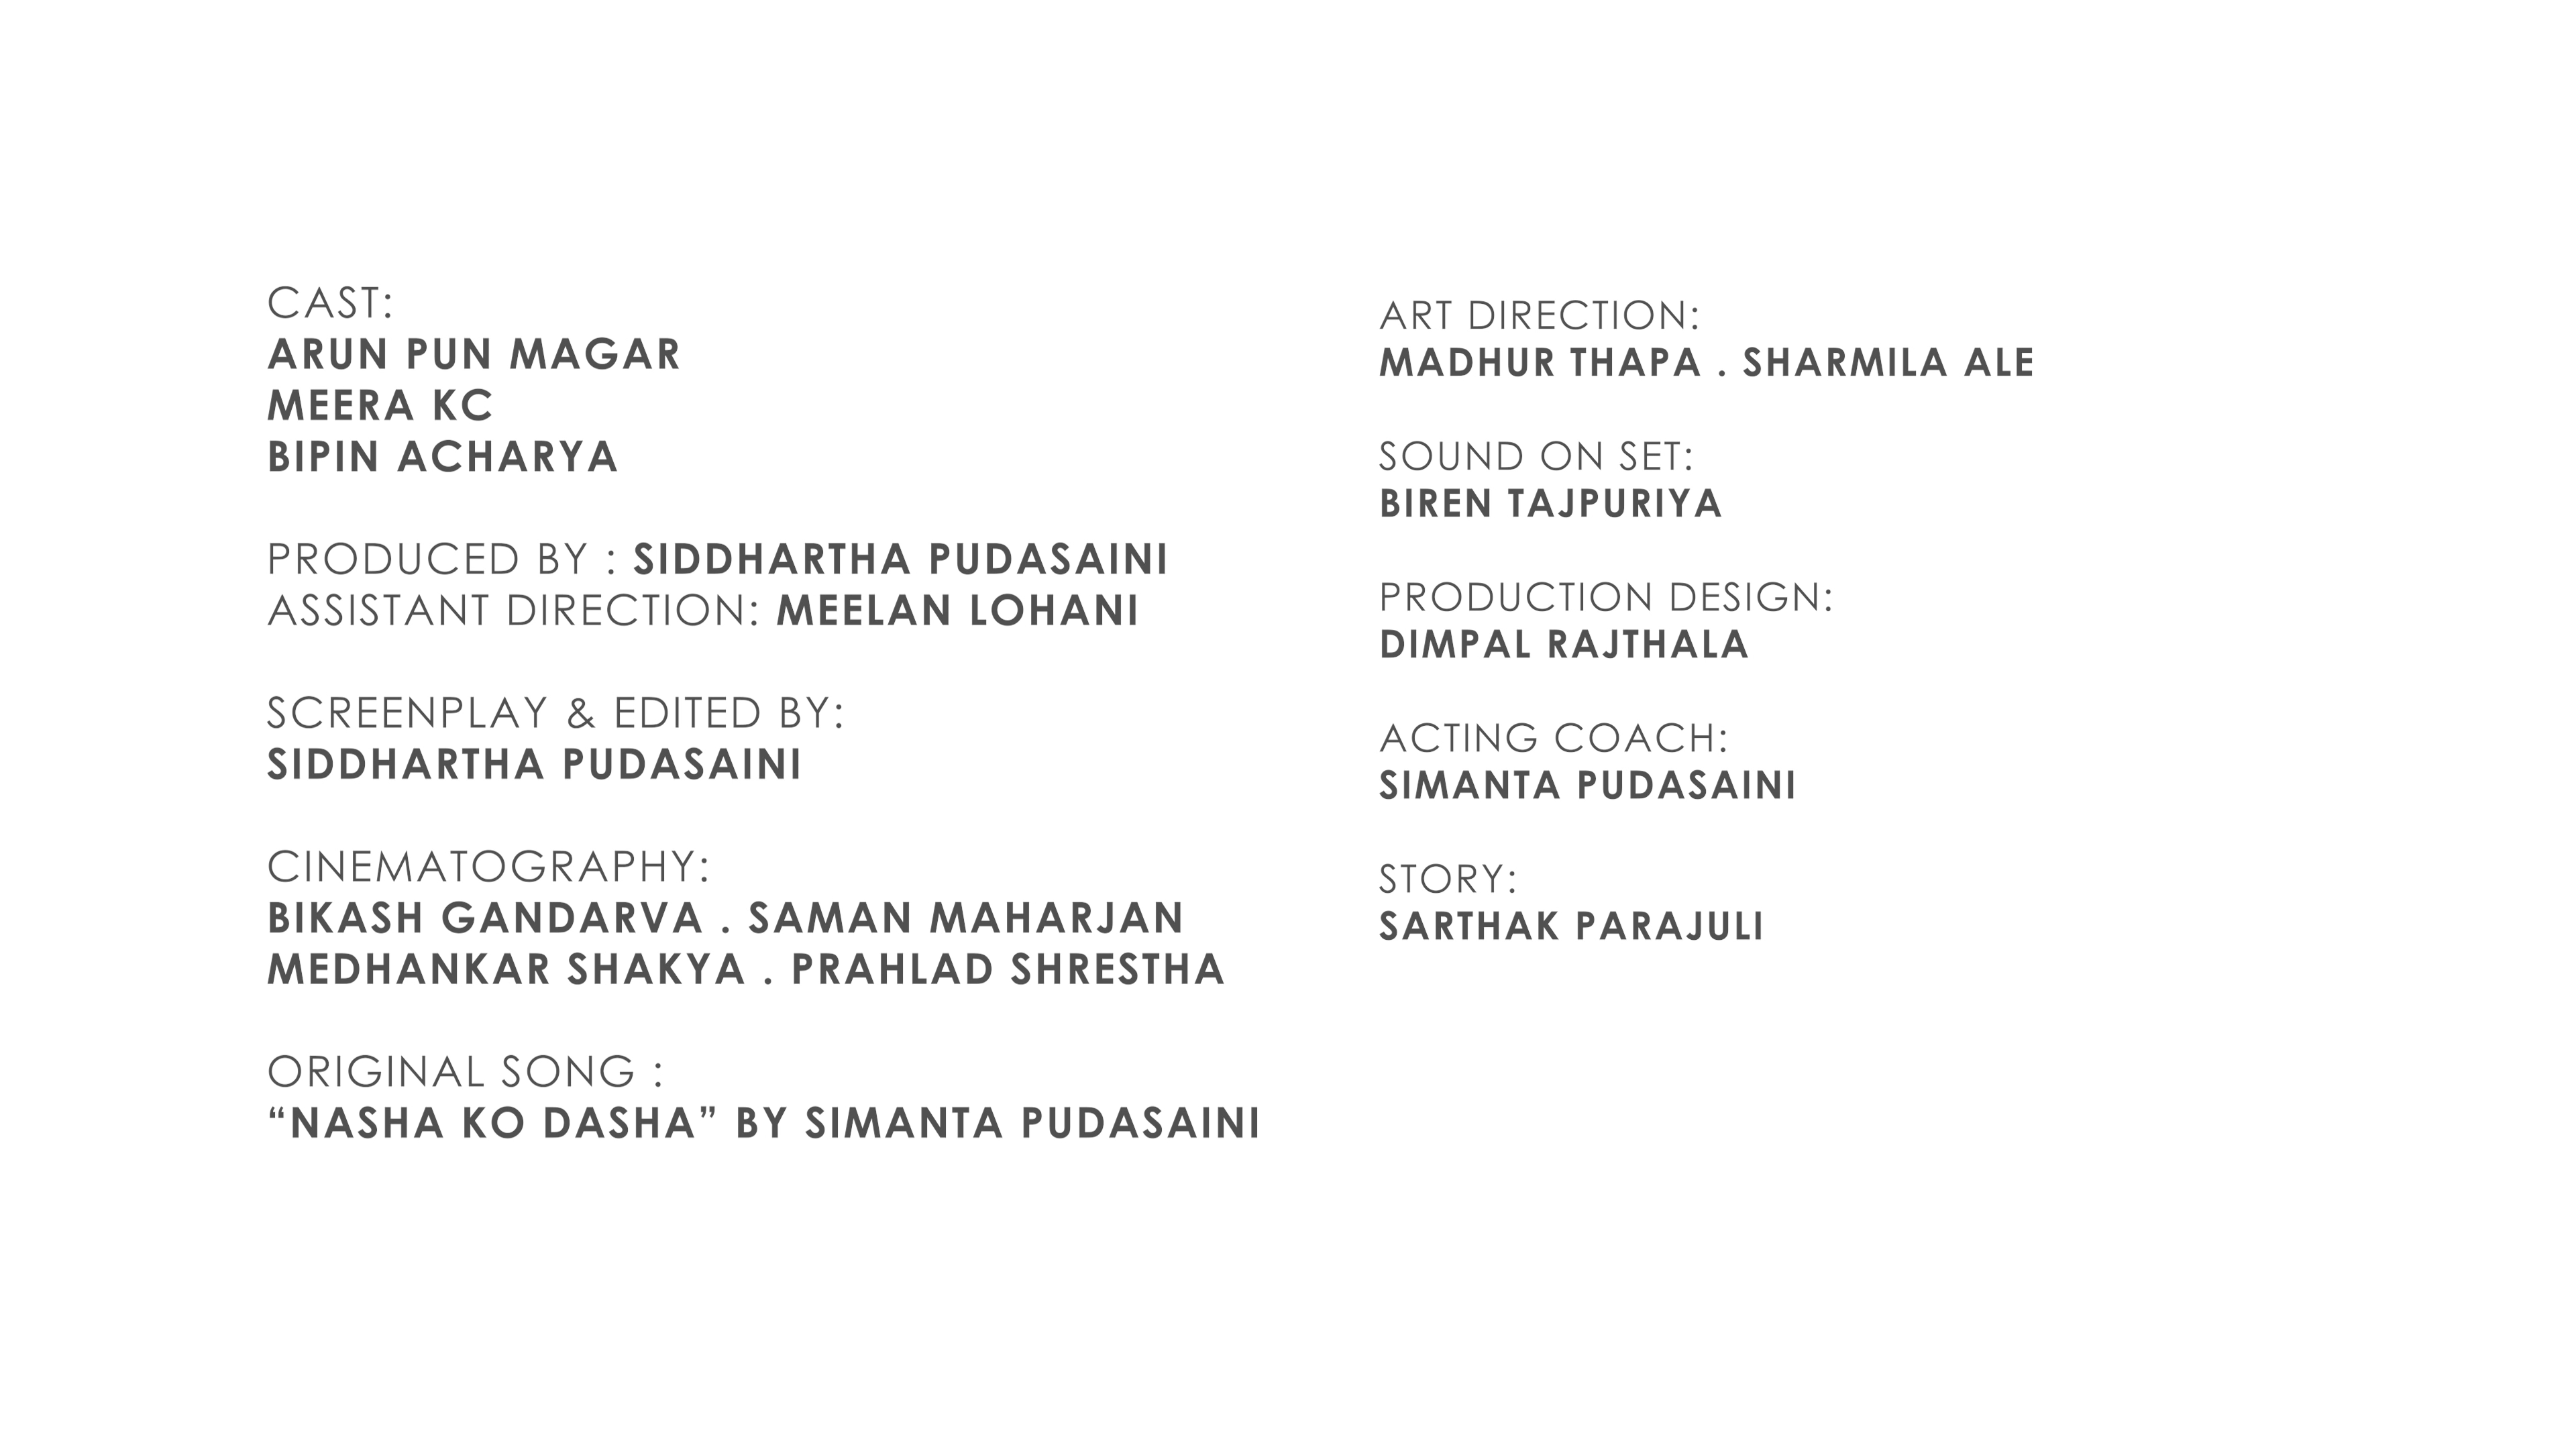 CAST:
ARUN PUN MAGAR
MEERA KC
BIPIN ACHARYA
PRODUCED BY : SIDDHARTHA PUDASAINI
ASSISTANT DIRECTION: MEELAN LOHANI
SCREENPLAY & EDITED BY:
SIDDHARTHA PUDASAINI
CINEMATOGRAPHY:
BIKASH GANDARVA . SAMAN MAHARJAN
MEDHANKAR SHAKYA . PRAHLAD SHRESTHA
ORIGINAL SONG :
“NASHA KO DASHA” BY SIMANTA PUDASAINI
ART DIRECTION:
MADHUR THAPA . SHARMILA ALE
SOUND ON SET:
BIREN TAJPURIYA
PRODUCTION DESIGN:
DIMPAL RAJTHALA
ACTING COACH:
SIMANTA PUDASAINI
STORY:
SARTHAK PARAJULI